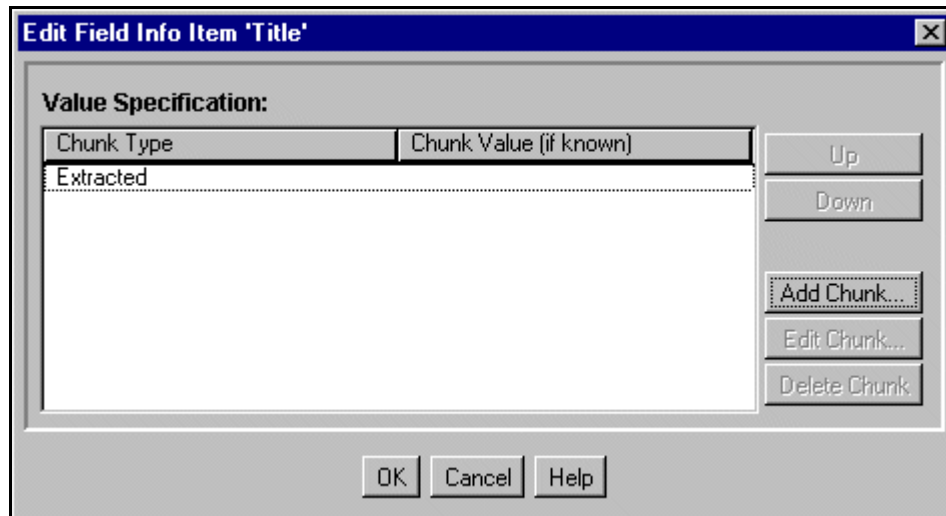 Edit Field Info Item 'Title'
Value Specification:
Chunk Type Chunk Value (if known)
Extracted
Up
Down
Add Chunk...
Edit Chunk...
Delete Chunk
OK Cancel Help